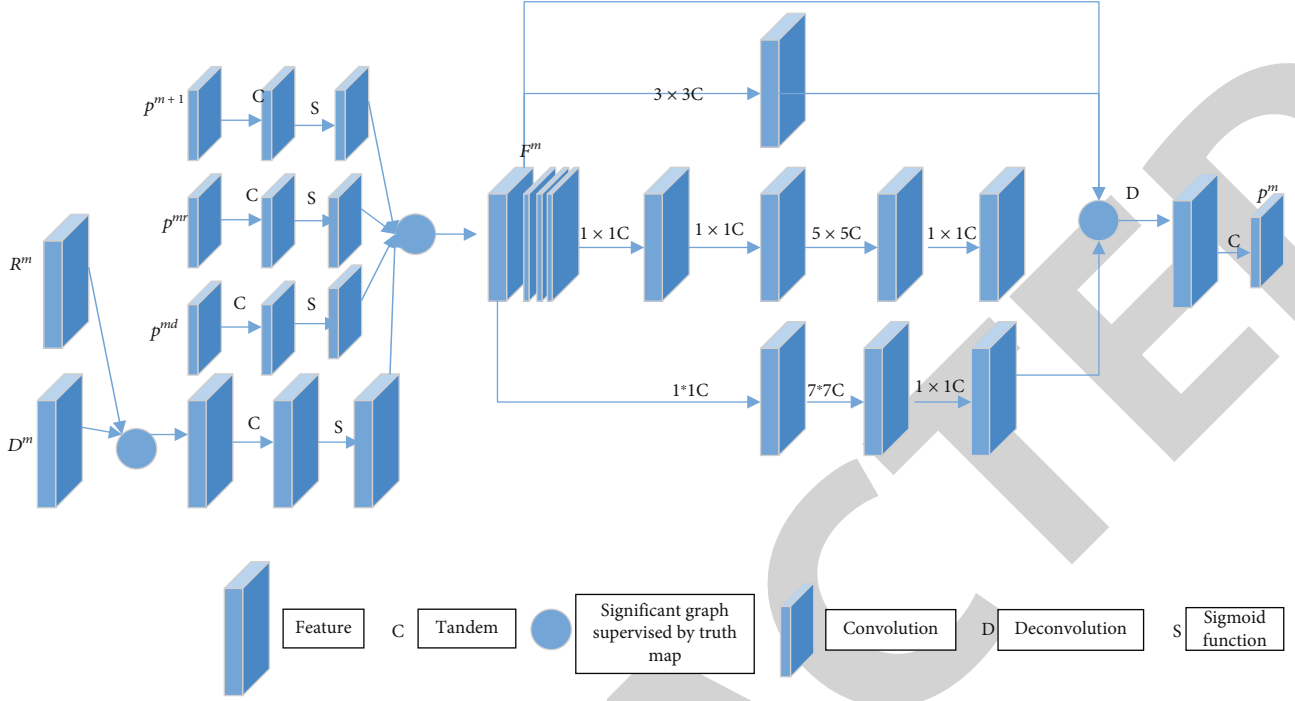 p^{m+1}
C
S
3 × 3C
F^m
p^{mr}
C
S
1 × 1C
1 × 1C
5 × 5C
1 × 1C
D
p^m
C
R^m
p^{md}
C
S
D^m
C
S
1*1C
7*7C
1 × 1C
Feature
C
Tandem
Significant graph
supervised by truth
map
Convolution
D
Deconvolution
S
Sigmoid
function
CTED